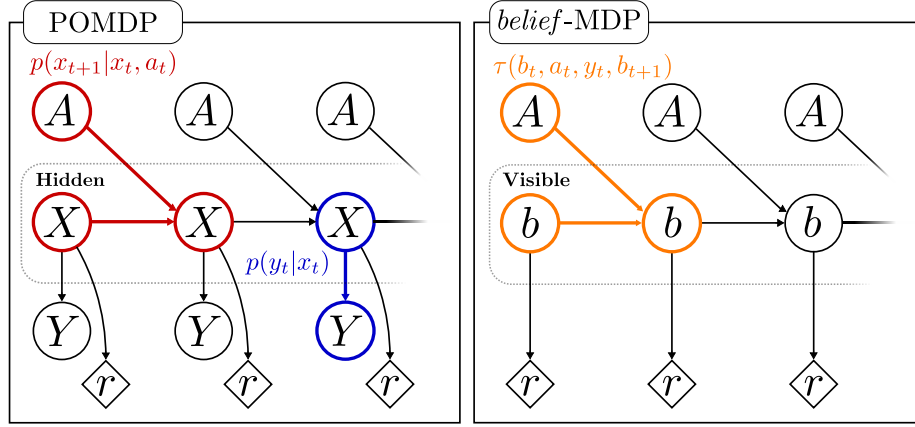 POMDP
p(x_{t+1}|x_t, a_t)
A A A
Hidden
X X X
p(y_t|x_t)
Y Y Y
r r r
belief-MDP
τ(b_t, a_t, y_t, b_{t+1})
A A A
Visible
b b b
r r r